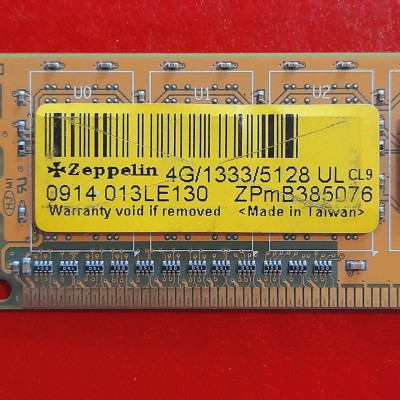 U0 U1 U2
Zeppelin 4G/1333/5128 UL CL9
0914 013LE130 ZPmB385076
Warranty void if removed <Made in Taiwan>
M1